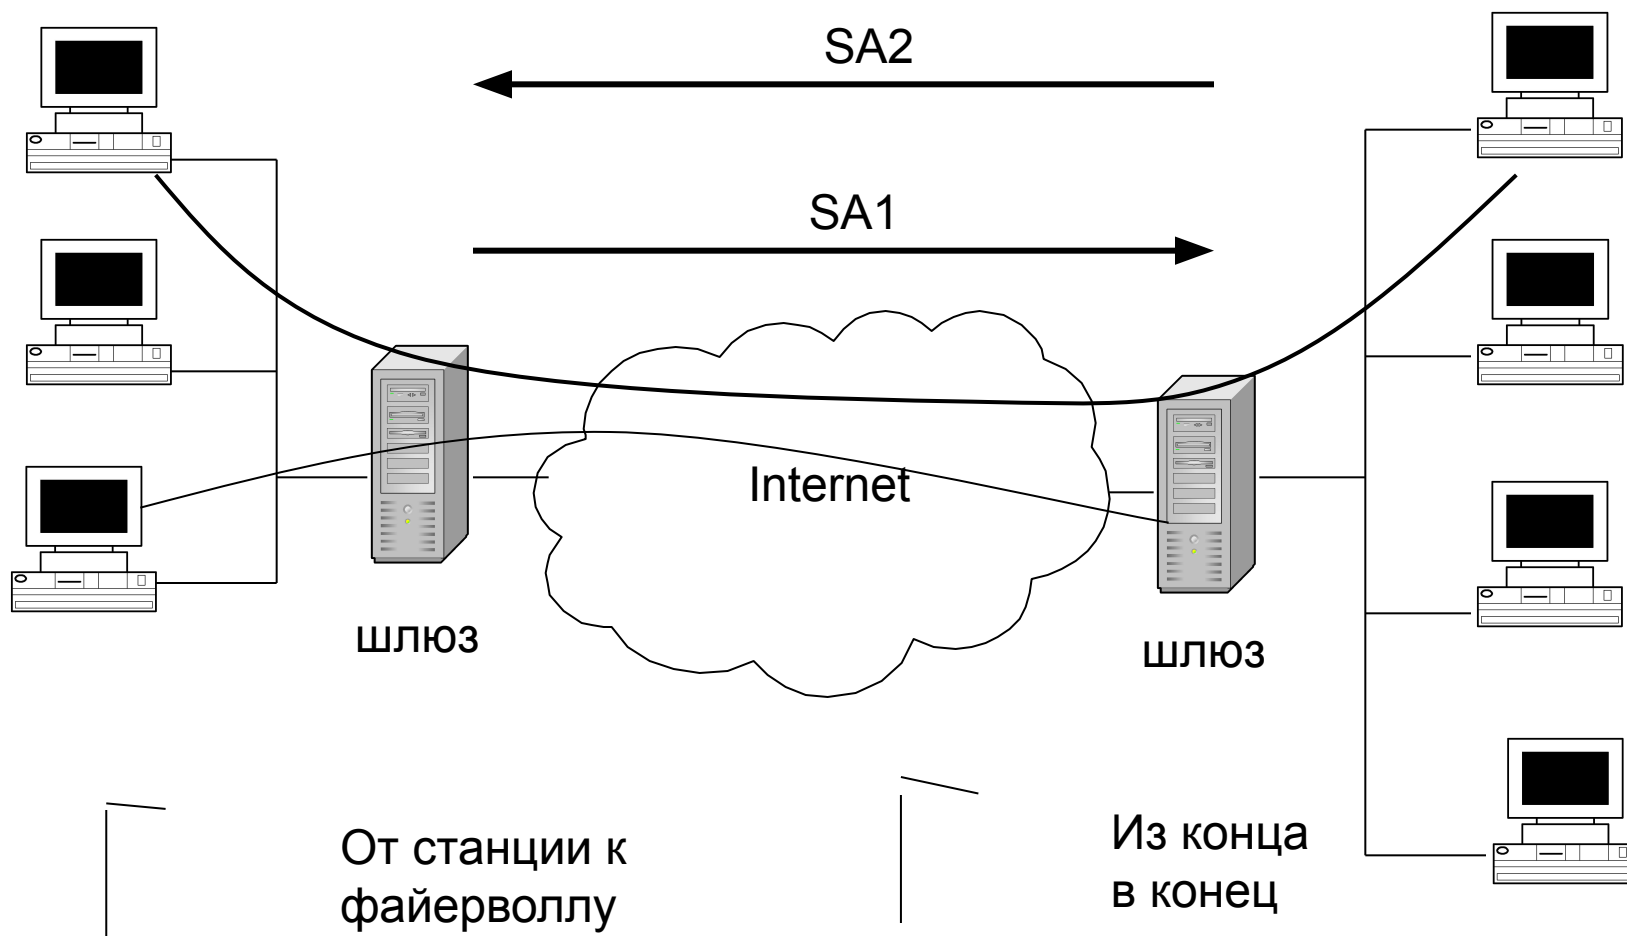 SA2
SA1
Internet
шлюз
шлюз
От станции к
файерволлу
Из конца
в конец